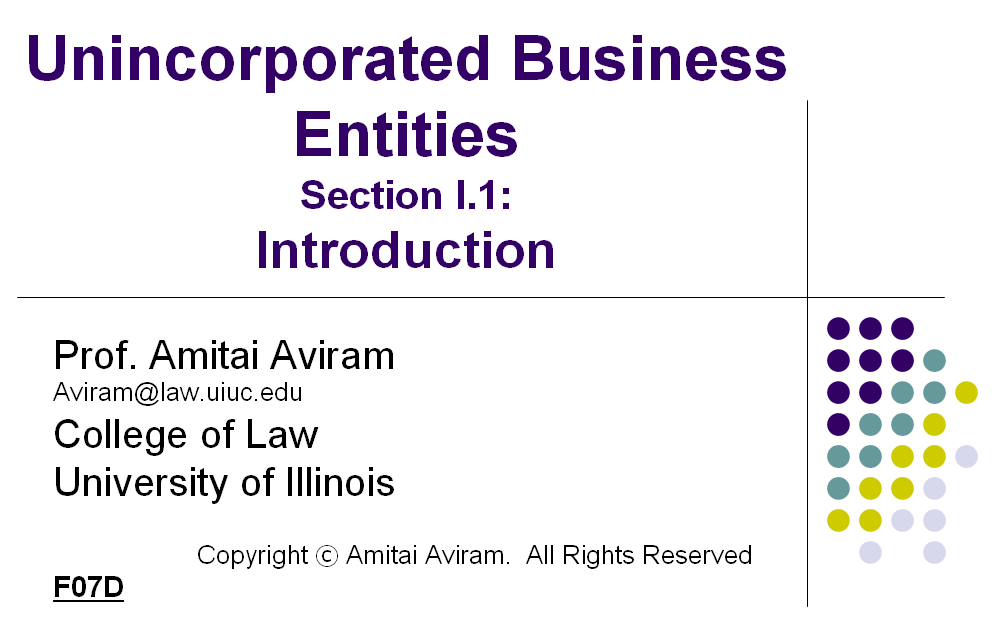 Unincorporated Business
Entities
Section I.1:
Introduction
Prof. Amitai Aviram
Aviram@law.uiuc.edu
College of Law
University of Illinois
Copyright © Amitai Aviram.  All Rights Reserved
F07D